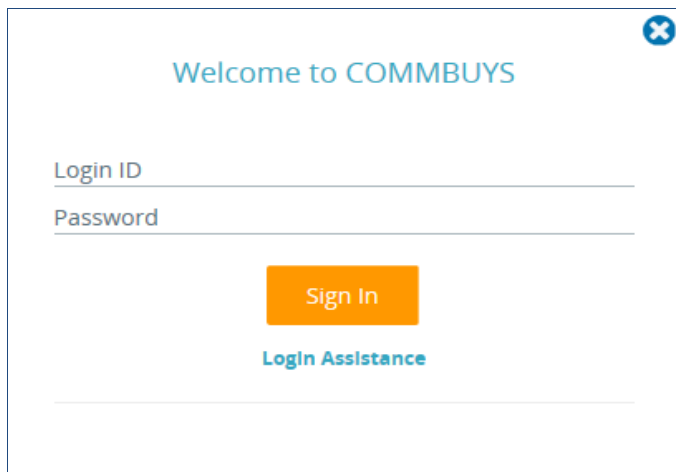 Welcome to COMMBUYS
Login ID
Password
Sign In
Login Assistance